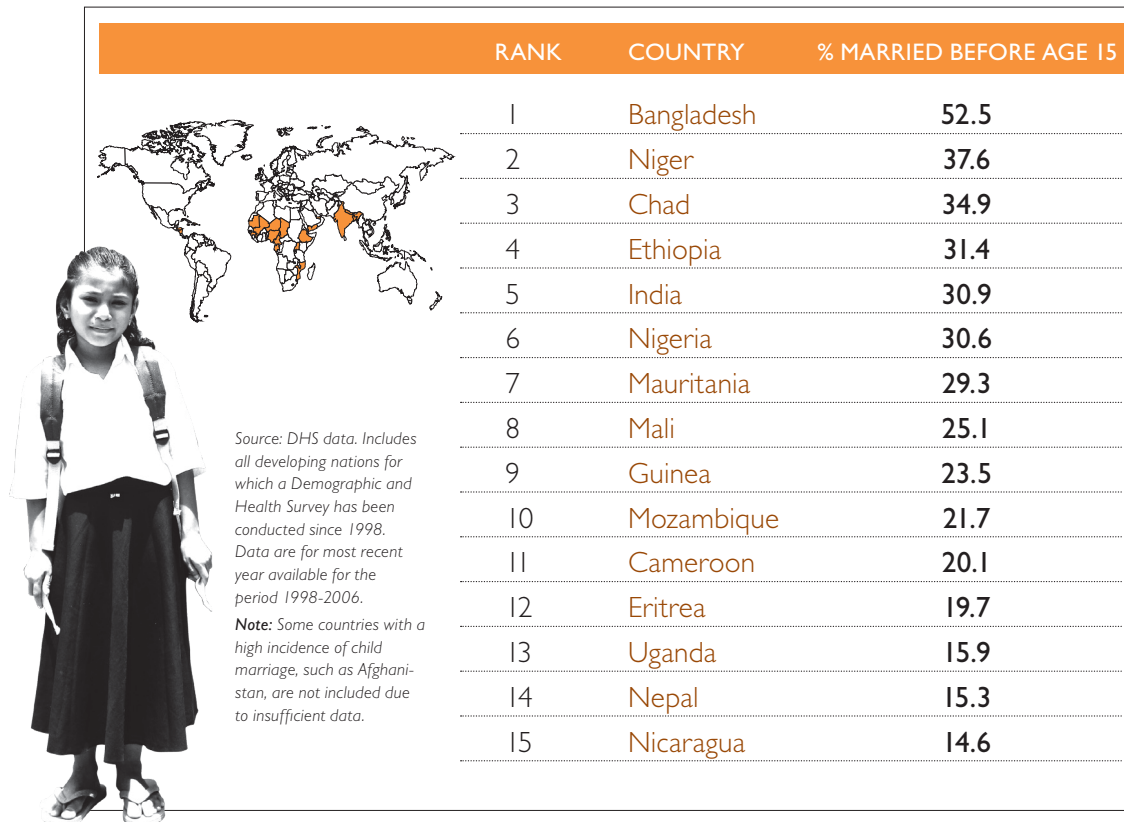 RANK COUNTRY % MARRIED BEFORE AGE 15
1 Bangladesh 52.5
2 Niger 37.6
3 Chad 34.9
4 Ethiopia 31.4
5 India 30.9
6 Nigeria 30.6
7 Mauritania 29.3
8 Mali 25.1
9 Guinea 23.5
10 Mozambique 21.7
11 Cameroon 20.1
12 Eritrea 19.7
13 Uganda 15.9
14 Nepal 15.3
15 Nicaragua 14.6
Source: DHS data. Includes
all developing nations for
which a Demographic and
Health Survey has been
conducted since 1998.
Data are for most recent
year available for the
period 1998-2006.
Note: Some countries with a
high incidence of child
marriage, such as Afghani-
stan, are not included due
to insufficient data.